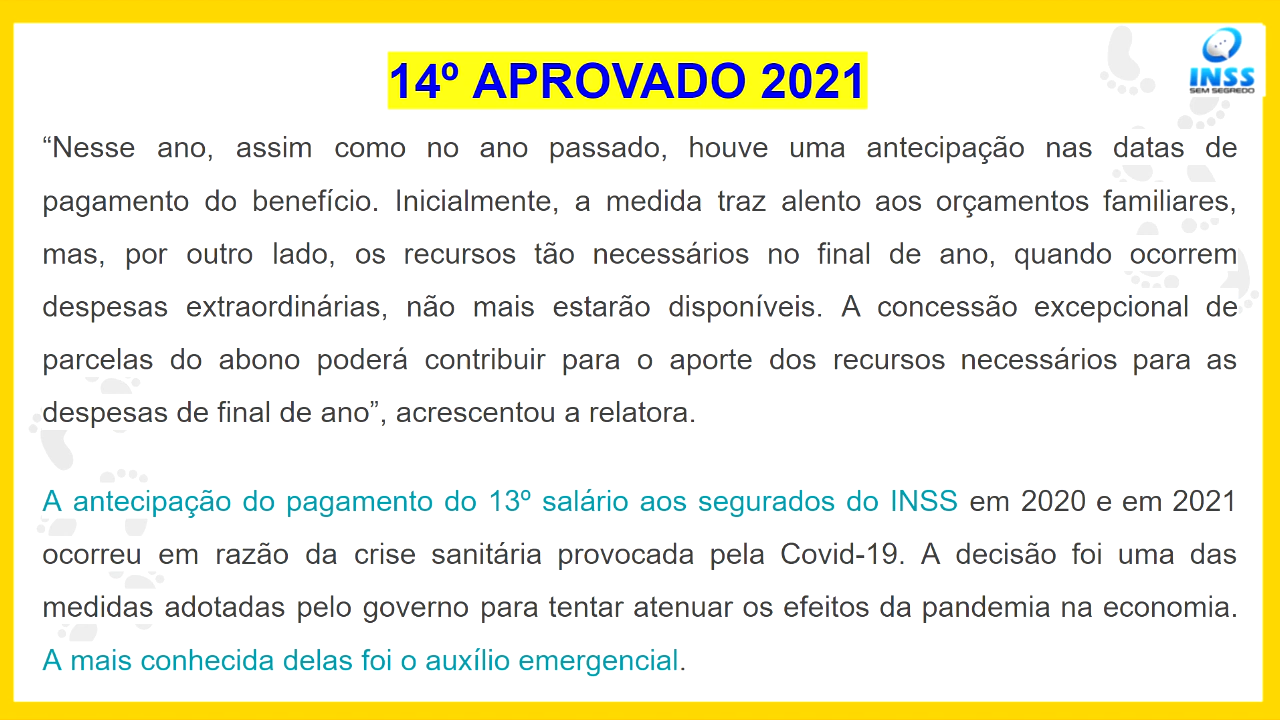 14º APROVADO 2021
INSS
SEM SEGREDO
“Nesse ano, assim como no ano passado, houve uma antecipação nas datas de
pagamento do benefício. Inicialmente, a medida traz alento aos orçamentos familiares,
mas, por outro lado, os recursos tão necessários no final de ano, quando ocorrem
despesas extraordinárias, não mais estarão disponíveis. A concessão excepcional de
parcelas do abono poderá contribuir para o aporte dos recursos necessários para as
despesas de final de ano”, acrescentou a relatora.
A antecipação do pagamento do 13º salário aos segurados do INSS em 2020 e em 2021
ocorreu em razão da crise sanitária provocada pela Covid-19. A decisão foi uma das
medidas adotadas pelo governo para tentar atenuar os efeitos da pandemia na economia.
A mais conhecida delas foi o auxílio emergencial.